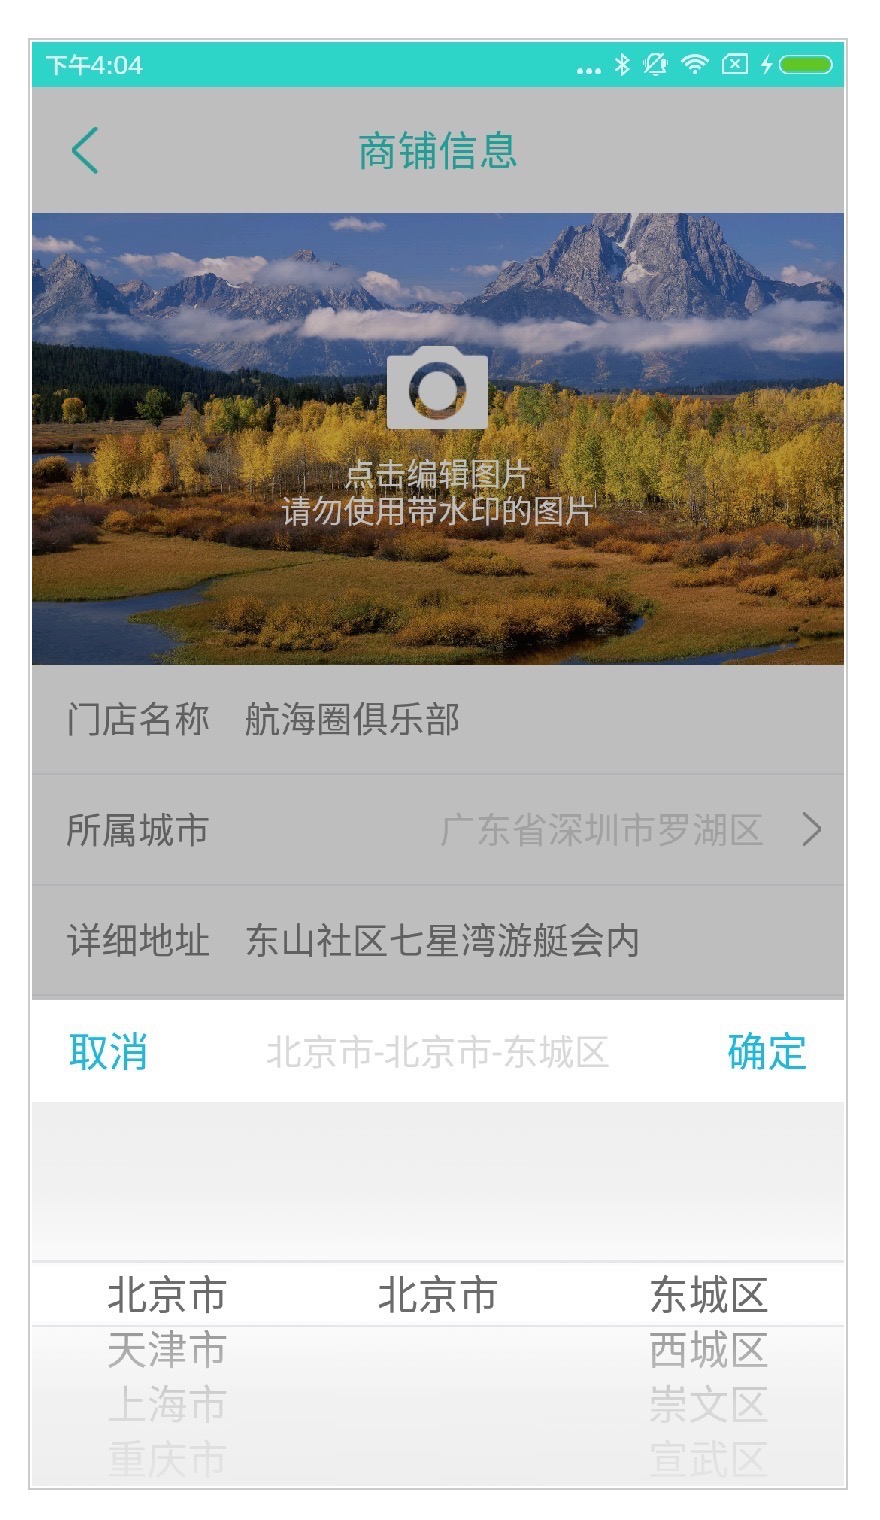 下午4:04
商铺信息
点击编辑图片
请勿使用带水印的图片
门店名称 航海圈俱乐部
所属城市 广东省深圳市罗湖区
详细地址 东山社区七星湾游艇会内
取消 北京市-北京市-东城区 确定
北京市 北京市 东城区
天津市 西城区
上海市 崇文区
重庆市 宣武区